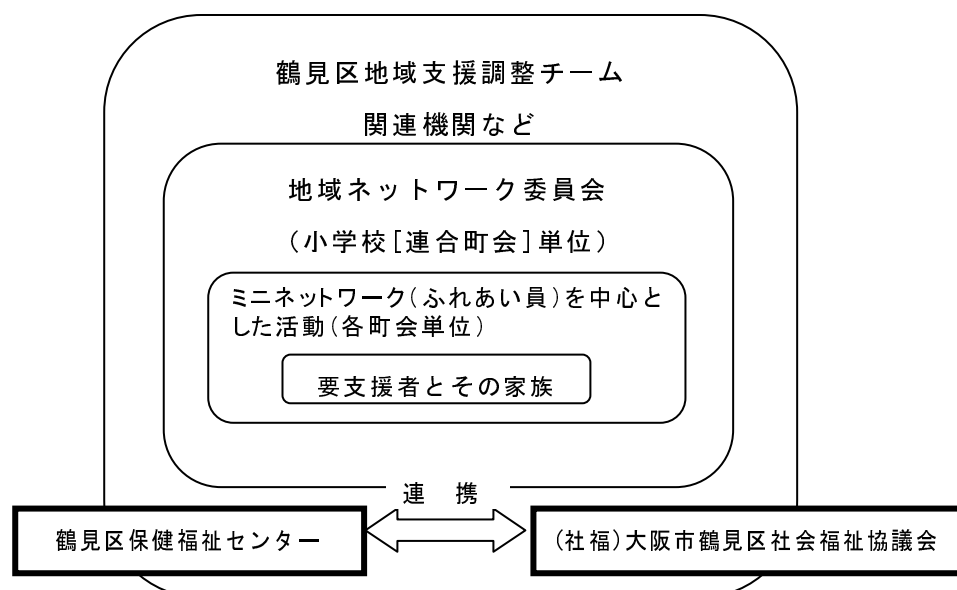 鶴見区地域支援調整チーム
関連機関など
地域ネットワーク委員会
（小学校[連合町会]単位）
ミニネットワーク（ふれあい員）を中心と
した活動（各町会単位）
要支援者とその家族
連　携
鶴見区保健福祉センター
（社福）大阪市鶴見区社会福祉協議会